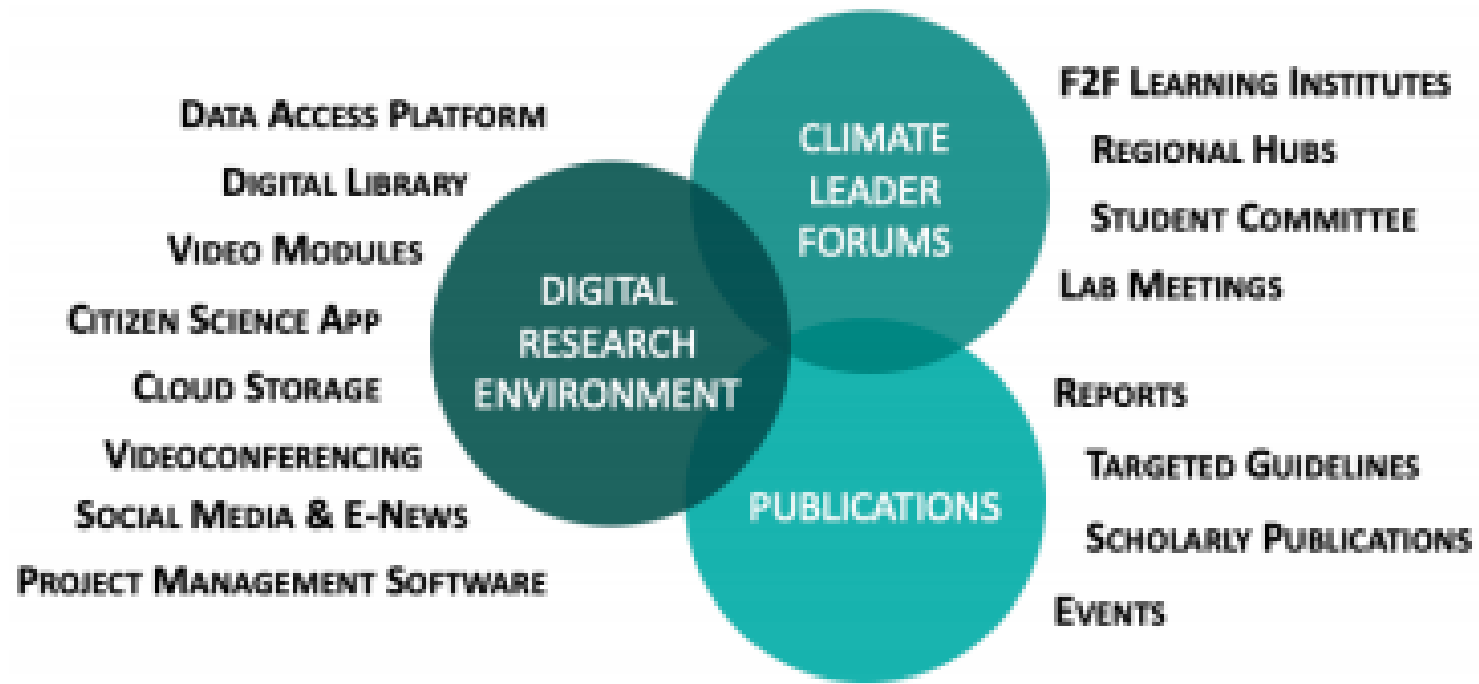 Data Access Platform
Digital Library
Video Modules
Citizen Science App
Cloud Storage
Videoconferencing
Social Media & E-News
Project Management Software
DIGITAL
RESEARCH
ENVIRONMENT
CLIMATE
LEADER
FORUMS
PUBLICATIONS
F2F Learning Institutes
Regional Hubs
Student Committee
Lab Meetings
Reports
Targeted Guidelines
Scholarly Publications
Events